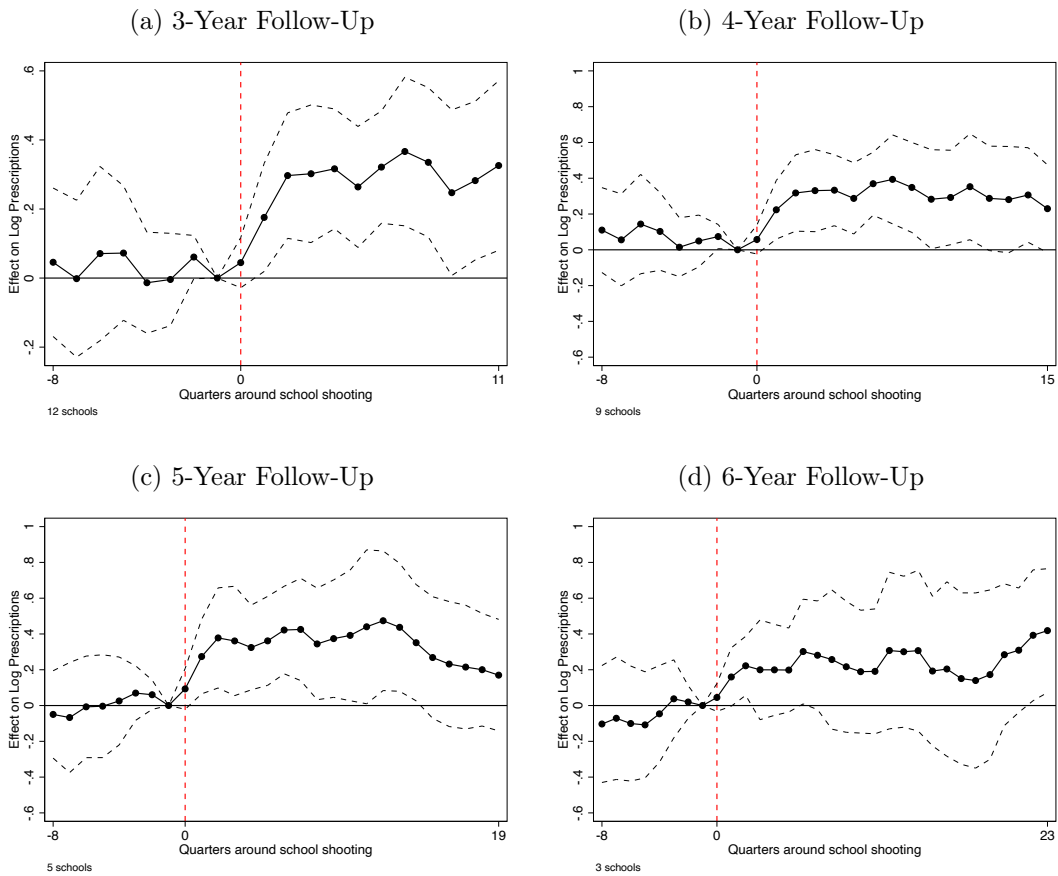 (a) 3-Year Follow-Up
Effect on Log Prescriptions
.6
.4
.2
0
-.2
-8
0
11
Quarters around school shooting
12 schools
(b) 4-Year Follow-Up
Effect on Log Prescriptions
1
.8
.6
.4
.2
0
-.2
-.4
-.6
-8
0
15
Quarters around school shooting
9 schools
(c) 5-Year Follow-Up
Effect on Log Prescriptions
1
.8
.6
.4
.2
0
-.2
-.4
-.6
-8
0
19
Quarters around school shooting
5 schools
(d) 6-Year Follow-Up
Effect on Log Prescriptions
1
.8
.6
.4
.2
0
-.2
-.4
-.6
-8
0
23
Quarters around school shooting
3 schools